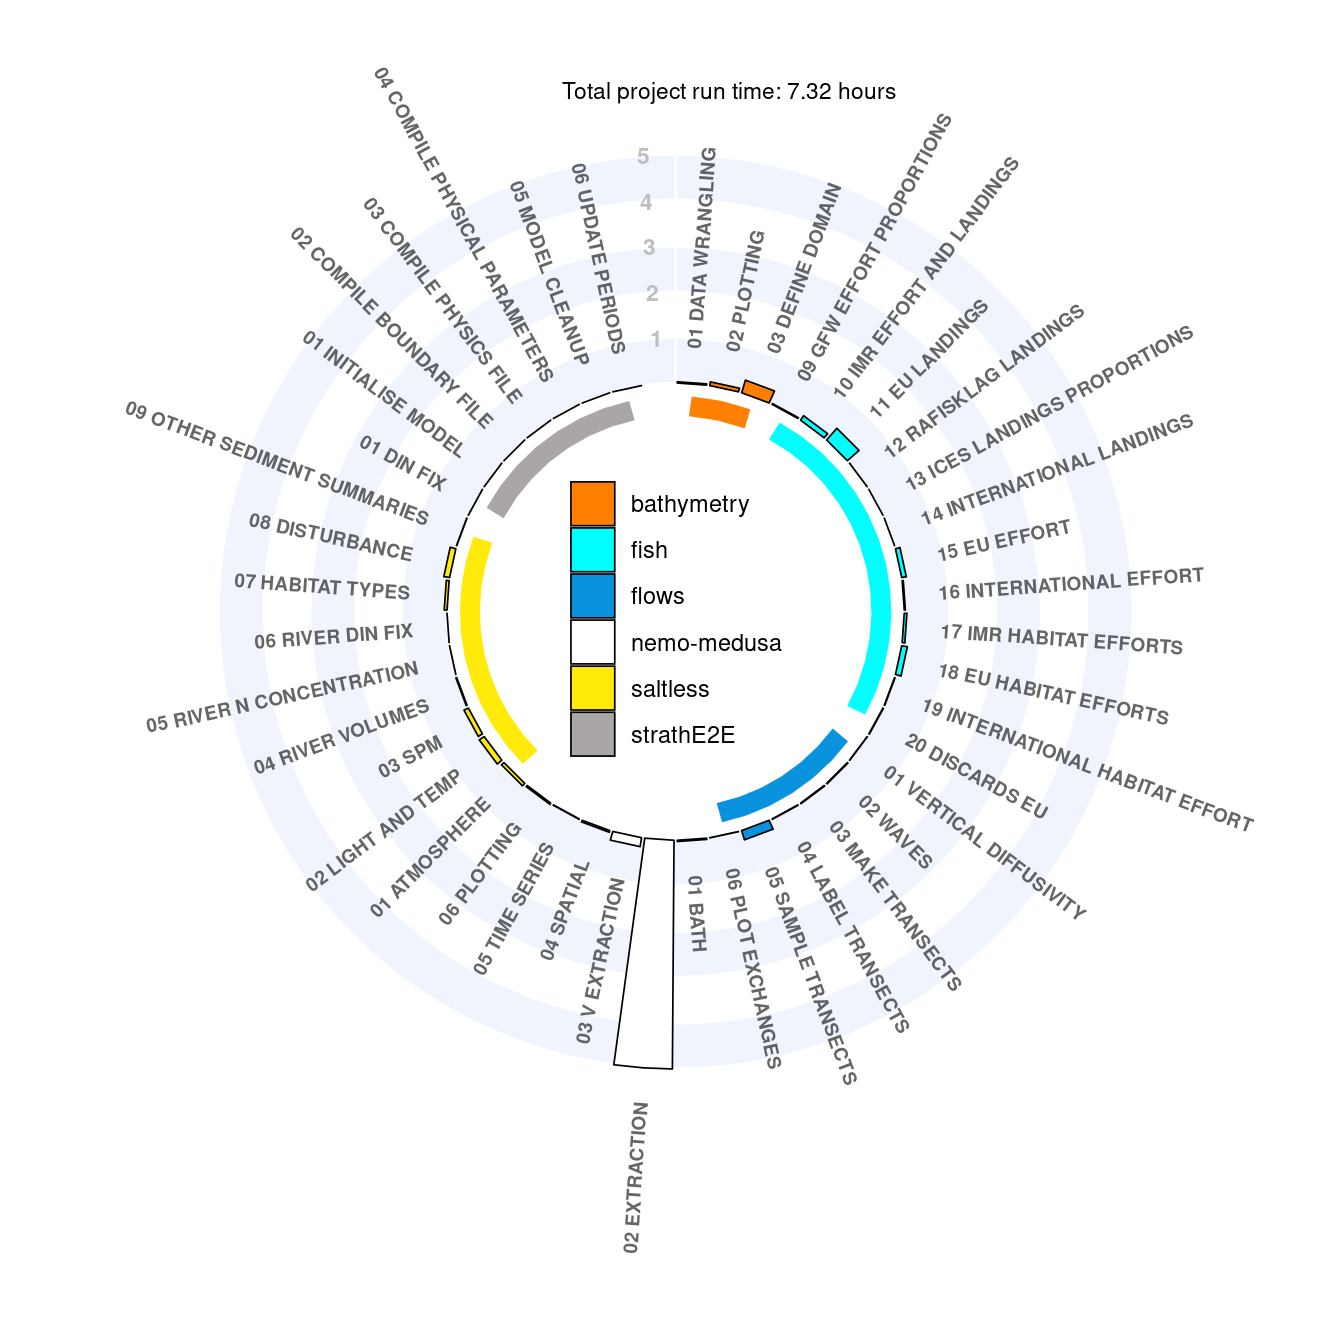 Total project run time: 7.32 hours
5
4
3
2
1
01 DATA WRANGLING
02 PLOTTING
03 DEFINE DOMAIN
09 GFW EFFORT PROPORTIONS
10 IMR EFFORT AND LANDINGS
11 EU LANDINGS
12 RAFISKLAG LANDINGS
13 ICES LANDINGS PROPORTIONS
14 INTERNATIONAL LANDINGS
15 EU EFFORT
16 INTERNATIONAL EFFORT
17 IMR HABITAT EFFORTS
18 EU HABITAT EFFORTS
19 INTERNATIONAL HABITAT EFFORT
20 DISCARDS EU
01 VERTICAL DIFFUSIVITY
02 WAVES
03 MAKE TRANSECTS
04 LABEL TRANSECTS
05 SAMPLE TRANSECTS
06 PLOT EXCHANGES
01 BATH
02 EXTRACTION
03 V EXTRACTION
04 SPATIAL
05 TIME SERIES
06 PLOTTING
01 ATMOSPHERE
02 LIGHT AND TEMP
03 SPM
04 RIVER VOLUMES
05 RIVER N CONCENTRATION
06 RIVER DIN FIX
07 HABITAT TYPES
08 DISTURBANCE
09 OTHER SEDIMENT SUMMARIES
01 DIN FIX
01 INITIALISE MODEL
02 COMPILE BOUNDARY FILE
03 COMPILE PHYSICS FILE
04 COMPILE PHYSICAL PARAMETERS
05 MODEL CLEANUP
06 UPDATE PERIODS
bathymetry
fish
flows
nemo-medusa
saltless
strathE2E